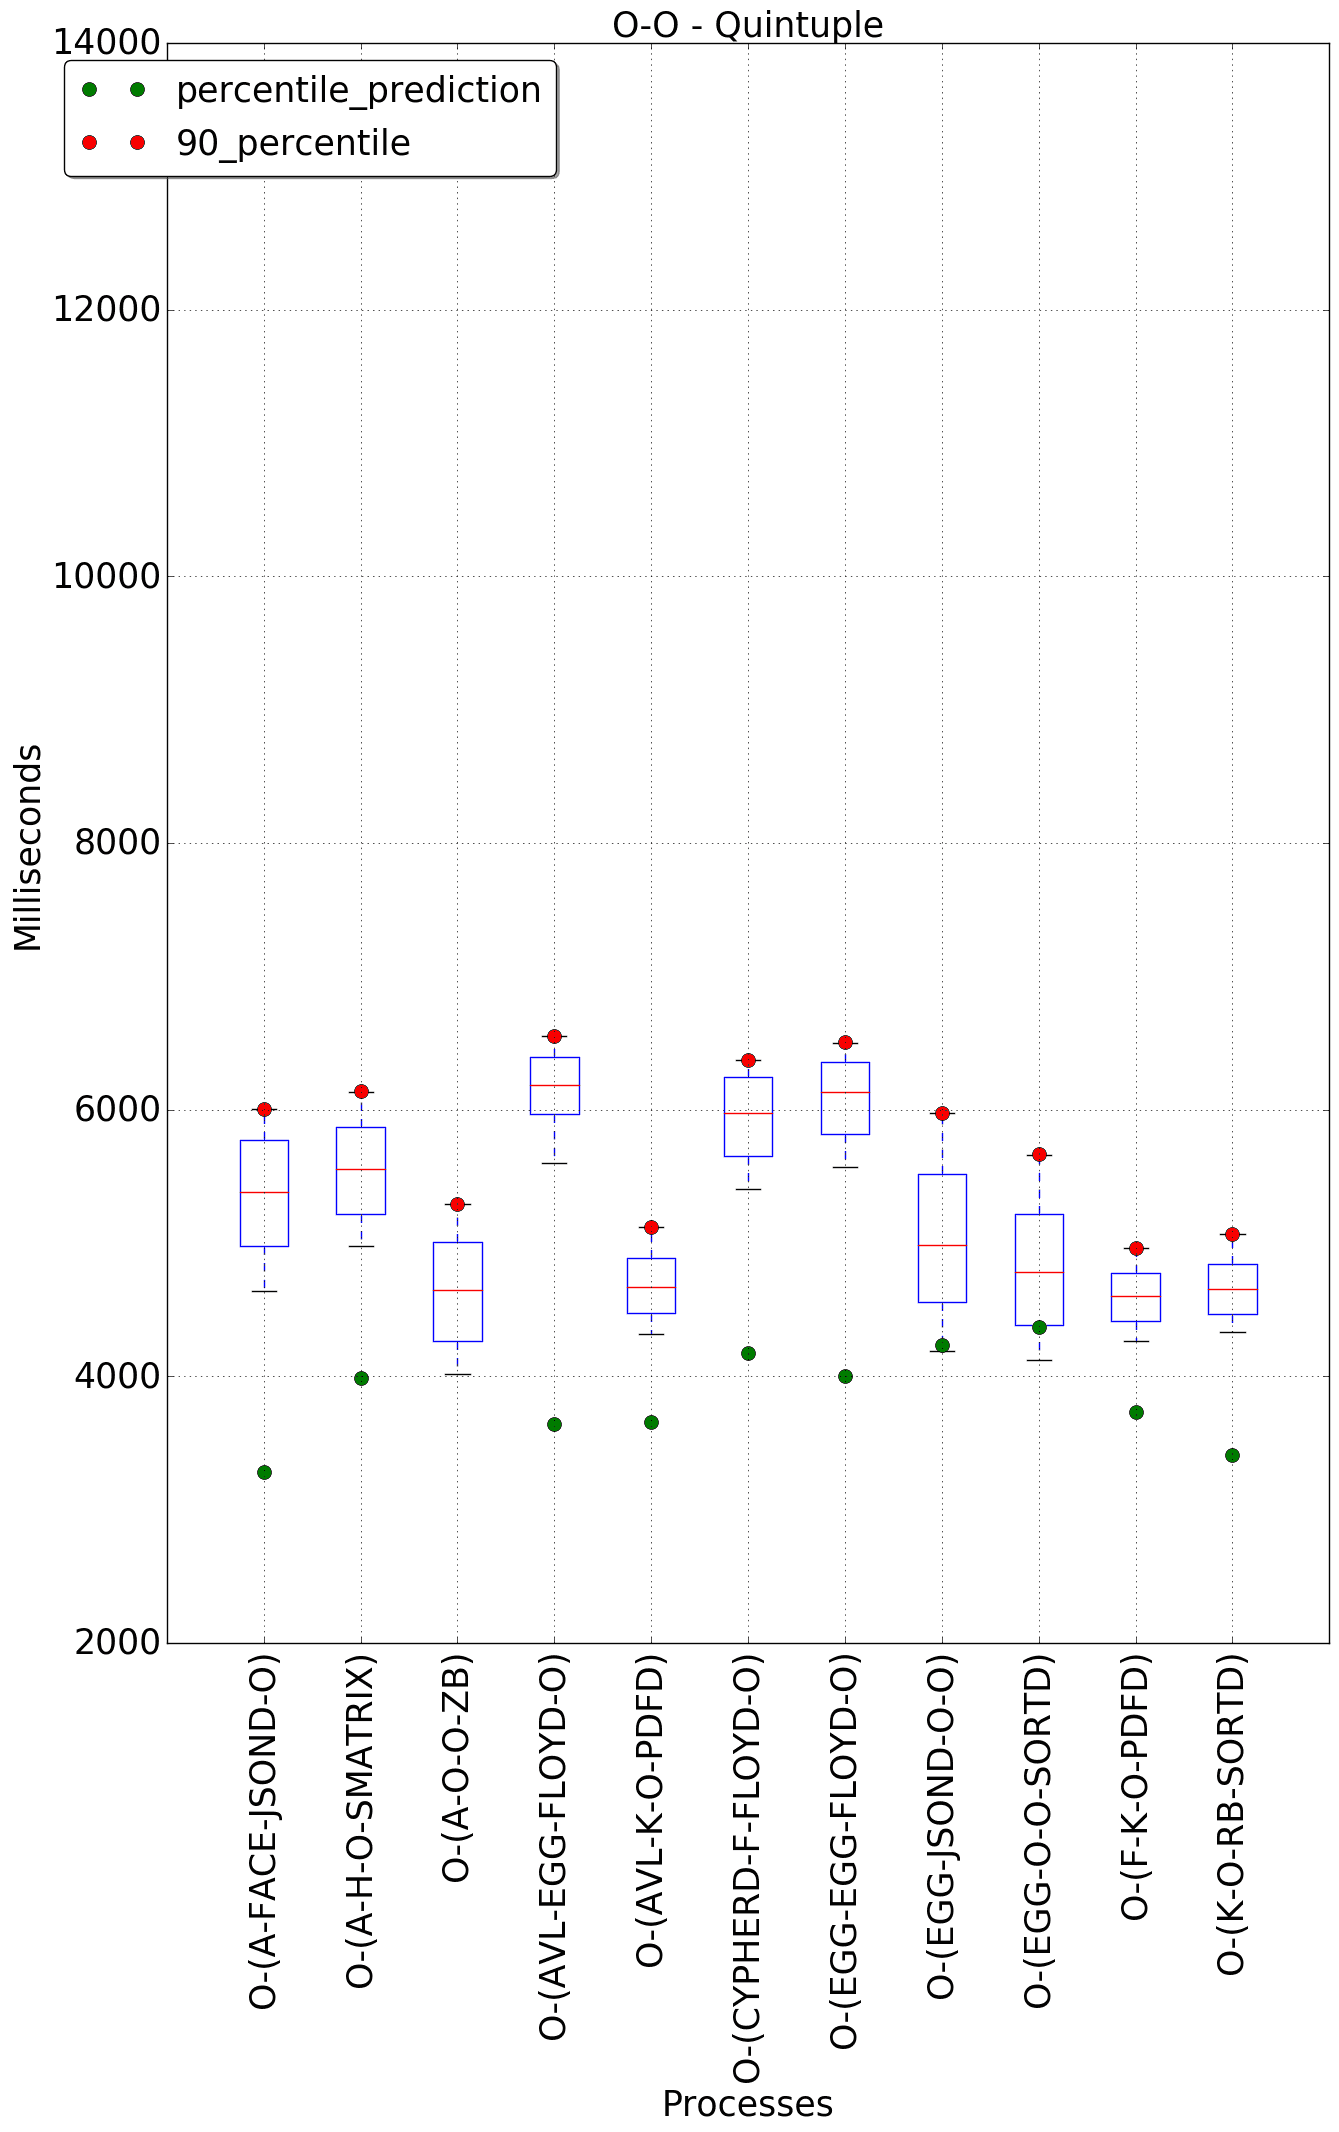 O-O - Quintuple
14000
percentile_prediction
90_percentile
12000
10000
8000
6000
4000
2000
Milliseconds
O-(A-FACE-JSOND-O)
O-(A-H-O-SMATRIX)
O-(A-O-O-ZB)
O-(AVL-EGG-FLOYD-O)
O-(AVL-K-O-PDFD)
O-(CYPHERD-F-FLOYD-O)
O-(EGG-EGG-FLOYD-O)
O-(EGG-JSOND-O-O)
O-(EGG-O-O-SORTD)
O-(F-K-O-PDFD)
O-(K-O-RB-SORTD)
Processes